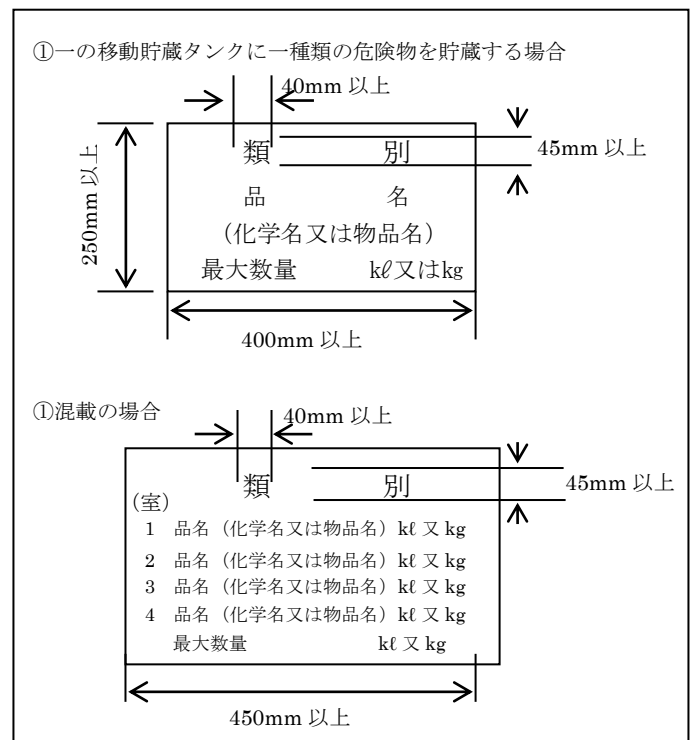 ①一の移動貯蔵タンクに一種類の危険物を貯蔵する場合
40mm 以上
類 別
45mm 以上
250mm 以上
品 名
(化学名又は物品名)
最大数量 kℓ又はkg
400mm 以上
①混載の場合
40mm 以上
類 別
45mm 以上
(室)
1 品名（化学名又は物品名）kℓ 又 kg
2 品名（化学名又は物品名）kℓ 又 kg
3 品名（化学名又は物品名）kℓ 又 kg
4 品名（化学名又は物品名）kℓ 又 kg
最大数量 kℓ 又 kg
450mm 以上